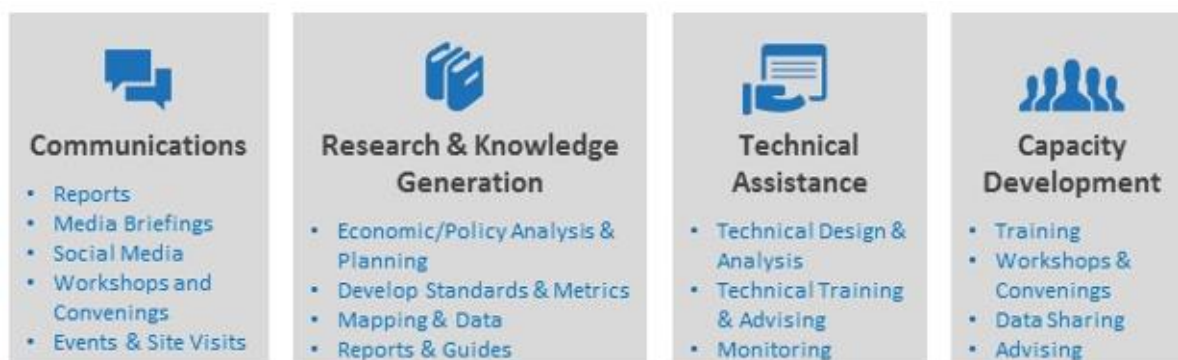 Communications
• Reports
• Media Briefings
• Social Media
• Workshops and
Convenings
• Events & Site Visits
Research & Knowledge
Generation
• Economic/Policy Analysis &
Planning
• Develop Standards & Metrics
• Mapping & Data
• Reports & Guides
Technical
Assistance
• Technical Design &
Analysis
• Technical Training
& Advising
• Monitoring
Capacity
Development
• Training
• Workshops &
Convenings
• Data Sharing
• Advising